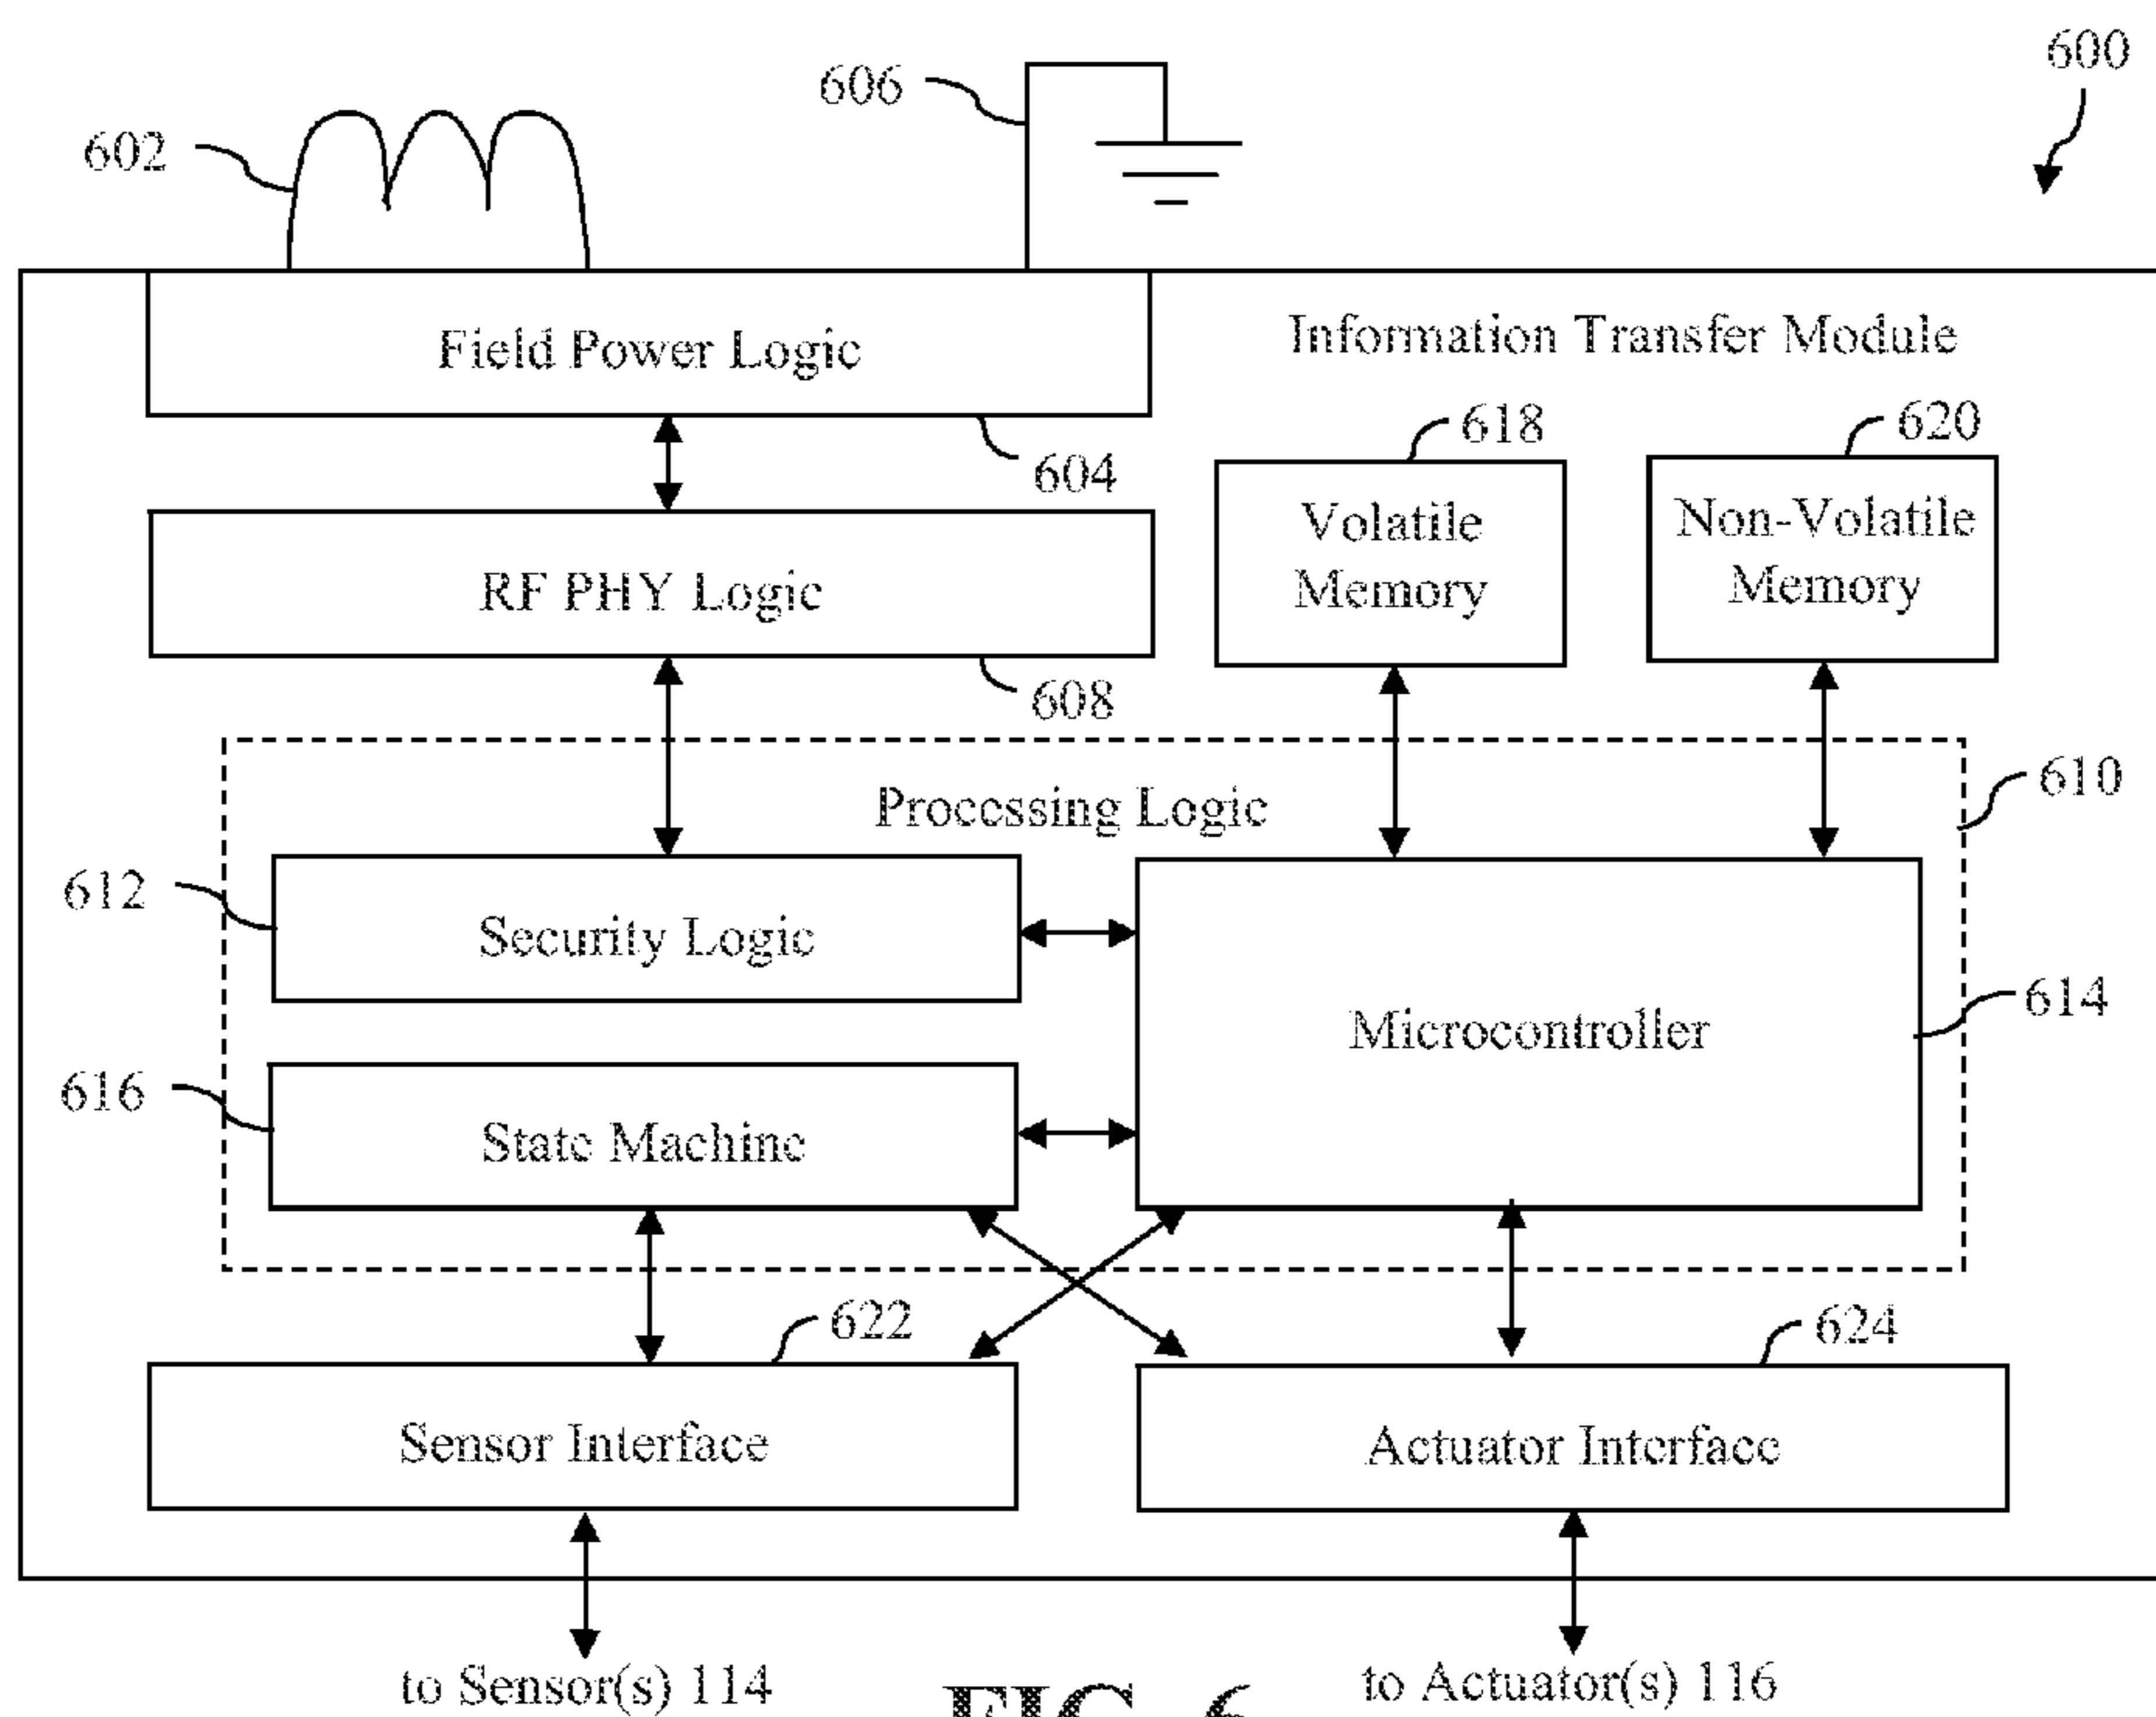 600
606
602
Field Power Logic
Information Transfer Module
604
618
620
Volatile
Memory
Non-Volatile
Memory
RF PHY Logic
608
610
Processing Logic
612
Security Logic
Microcontroller
614
616
State Machine
622
624
Sensor Interface
Actuator Interface
to Sensor(s) 114
to Actuator(s) 116
FIG. 6